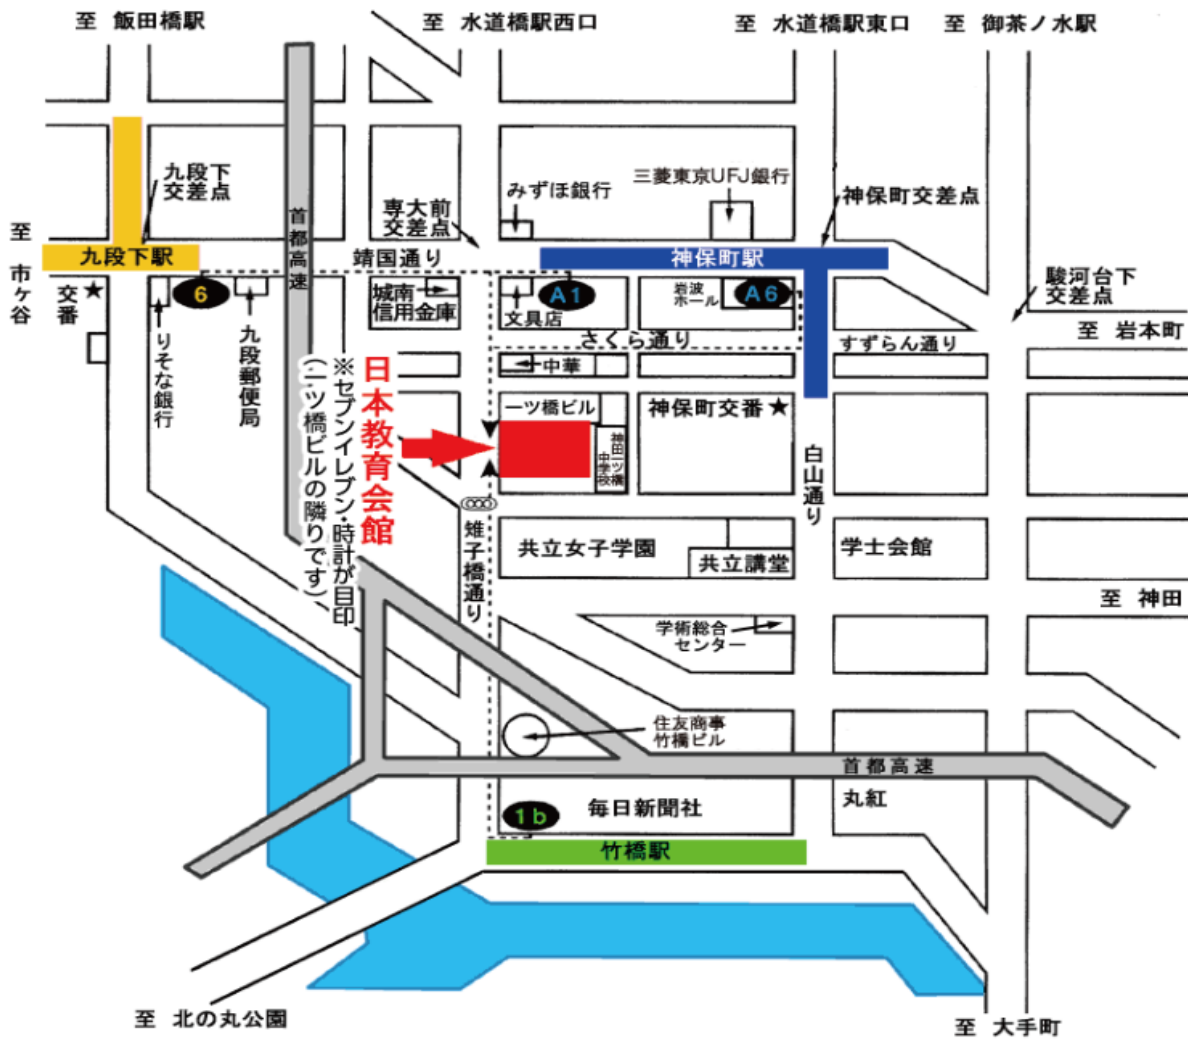 至 飯田橋駅
至 水道橋駅西口
至 水道橋駅東口
至 御茶ノ水駅
九段下
交差点
専大前
交差点
みずほ銀行
三菱東京UFJ銀行
神保町交差点
至 市ヶ谷
九段下駅
首都高速
靖国通り
神保町駅
駿河台下
交差点
交番★
6
城南
信用金庫
A1
文具店
岩波
ホール
A6
至 岩本町
りそな銀行
九段郵便局
さくら通り
すずらん通り
中華
日本教育会館
※セブンイレブン・時計が目印
(一ツ橋ビルの隣りです)
一ツ橋ビル
神田一ツ橋
中学校
神保町交番★
白山通り
雉子橋通り
共立女子学園
共立講堂
学士会館
至 神田
学術総合
センター
住友商事
竹橋ビル
首都高速
丸紅
1b
毎日新聞社
竹橋駅
至 北の丸公園
至 大手町